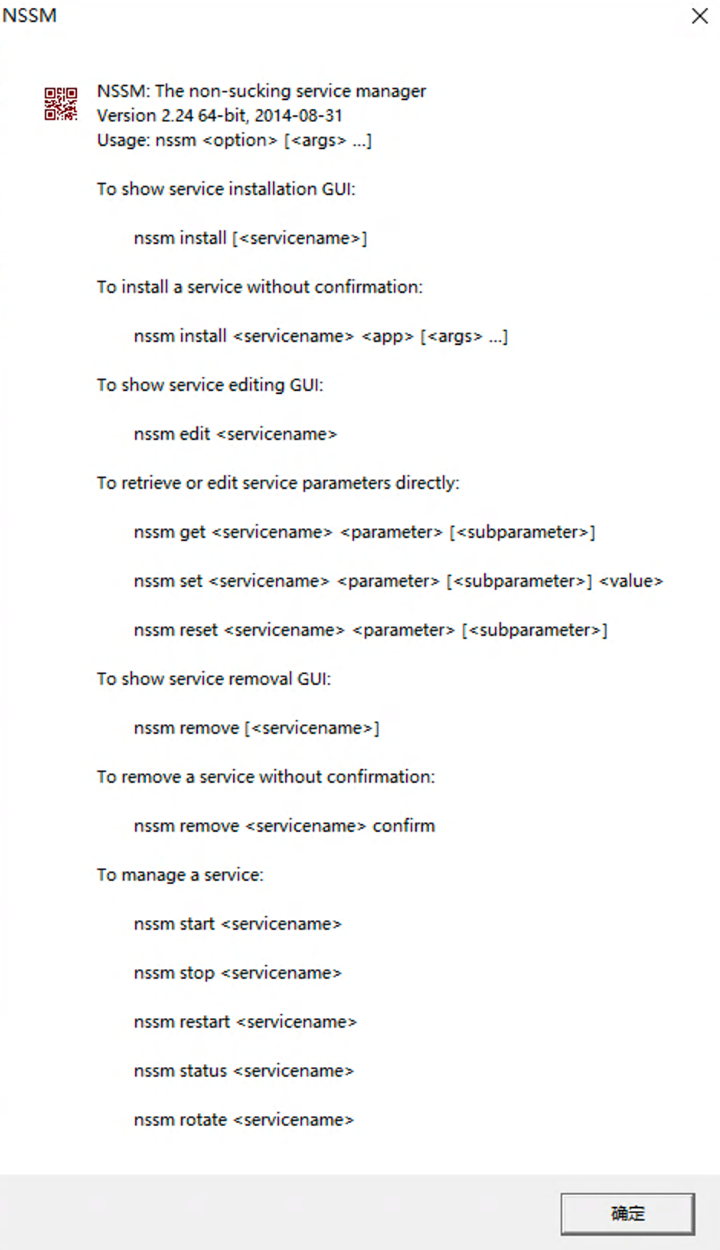 NSSM
NSSM: The non-sucking service manager
Version 2.24 64-bit, 2014-08-31
Usage: nssm <option> [<args> ...]
To show service installation GUI:
nssm install [<servicename>]
To install a service without confirmation:
nssm install <servicename> <app> [<args> ...]
To show service editing GUI:
nssm edit <servicename>
To retrieve or edit service parameters directly:
nssm get <servicename> <parameter> [<subparameter>]
nssm set <servicename> <parameter> [<subparameter>] <value>
nssm reset <servicename> <parameter> [<subparameter>]
To show service removal GUI:
nssm remove [<servicename>]
To remove a service without confirmation:
nssm remove <servicename> confirm
To manage a service:
nssm start <servicename>
nssm stop <servicename>
nssm restart <servicename>
nssm status <servicename>
nssm rotate <servicename>
确定